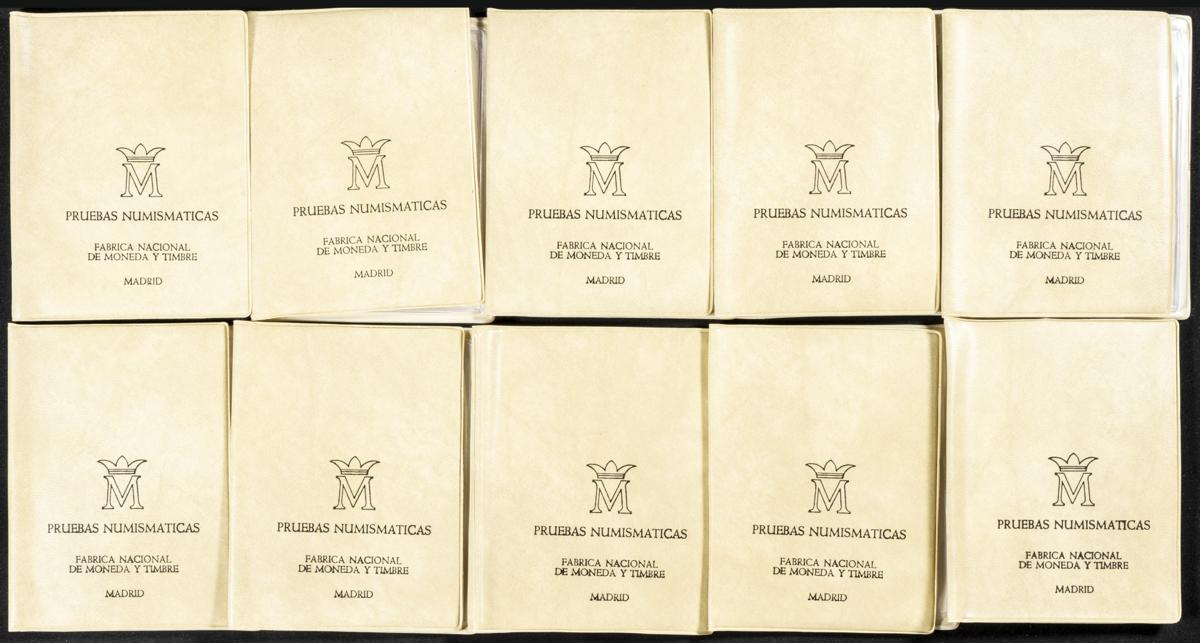 M
PRUEBAS NUMISMATICAS
FABRICA NACIONAL
DE MONEDA Y TIMBRE
MADRID
M
PRUEBAS NUMISMATICAS
FABRICA NACIONAL
DE MONEDA Y TIMBRE
MADRID
M
PRUEBAS NUMISMATICAS
FABRICA NACIONAL
DE MONEDA Y TIMBRE
MADRID
M
PRUEBAS NUMISMATICAS
FABRICA NACIONAL
DE MONEDA Y TIMBRE
MADRID
M
PRUEBAS NUMISMATICAS
FABRICA NACIONAL
DE MONEDA Y TIMBRE
MADRID
M
PRUEBAS NUMISMATICAS
FABRICA NACIONAL
DE MONEDA Y TIMBRE
MADRID
M
PRUEBAS NUMISMATICAS
FABRICA NACIONAL
DE MONEDA Y TIMBRE
MADRID
M
PRUEBAS NUMISMATICAS
FABRICA NACIONAL
DE MONEDA Y TIMBRE
MADRID
M
PRUEBAS NUMISMATICAS
FABRICA NACIONAL
DE MONEDA Y TIMBRE
MADRID
M
PRUEBAS NUMISMATICAS
FABRICA NACIONAL
DE MONEDA Y TIMBRE
MADRID